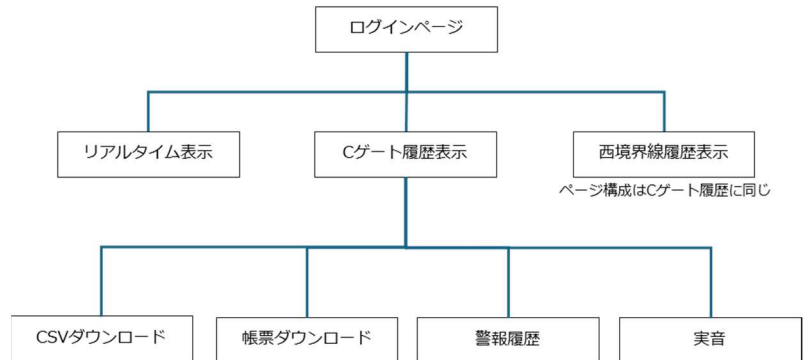 ログインページ
リアルタイム表示
Cゲート履歴表示
西境界線履歴表示
ページ構成はCゲート履歴に同じ
CSVダウンロード
帳票ダウンロード
警報履歴
実音